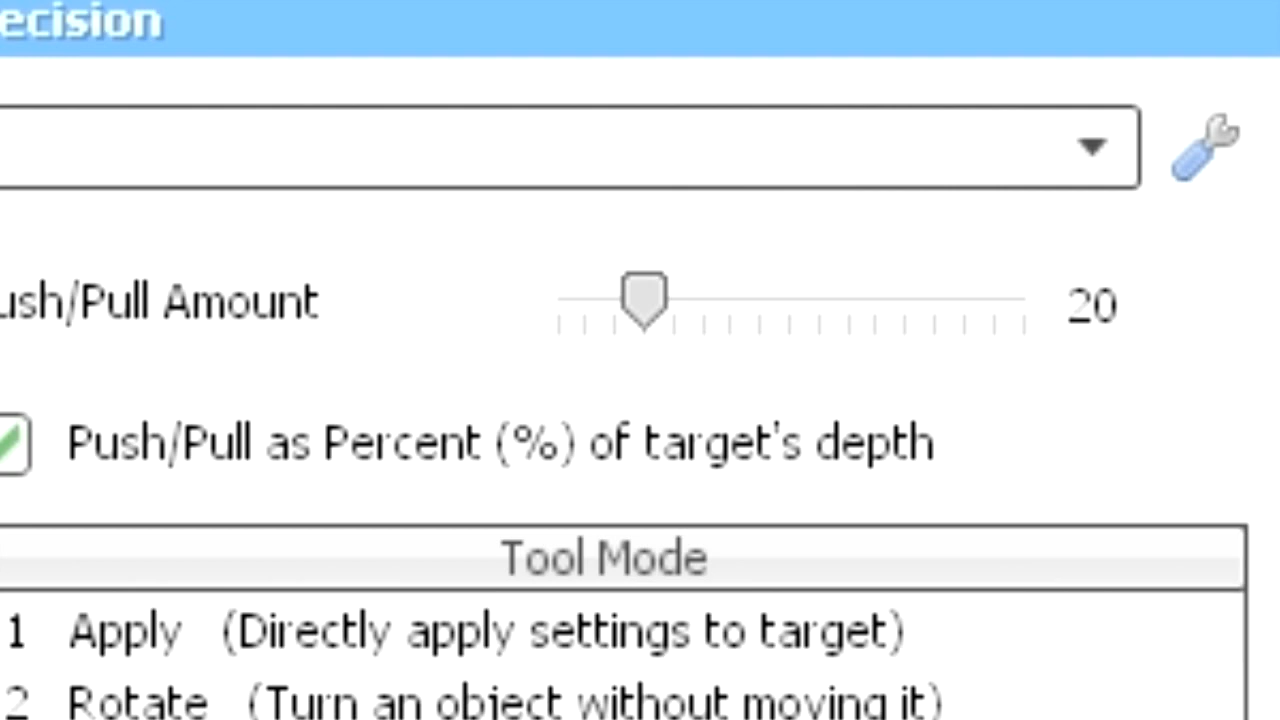 ecision
ush/Pull Amount 20
Push/Pull as Percent (%) of target's depth
Tool Mode
1 Apply (Directly apply settings to target)
2 Rotate (Turn an object without moving it)